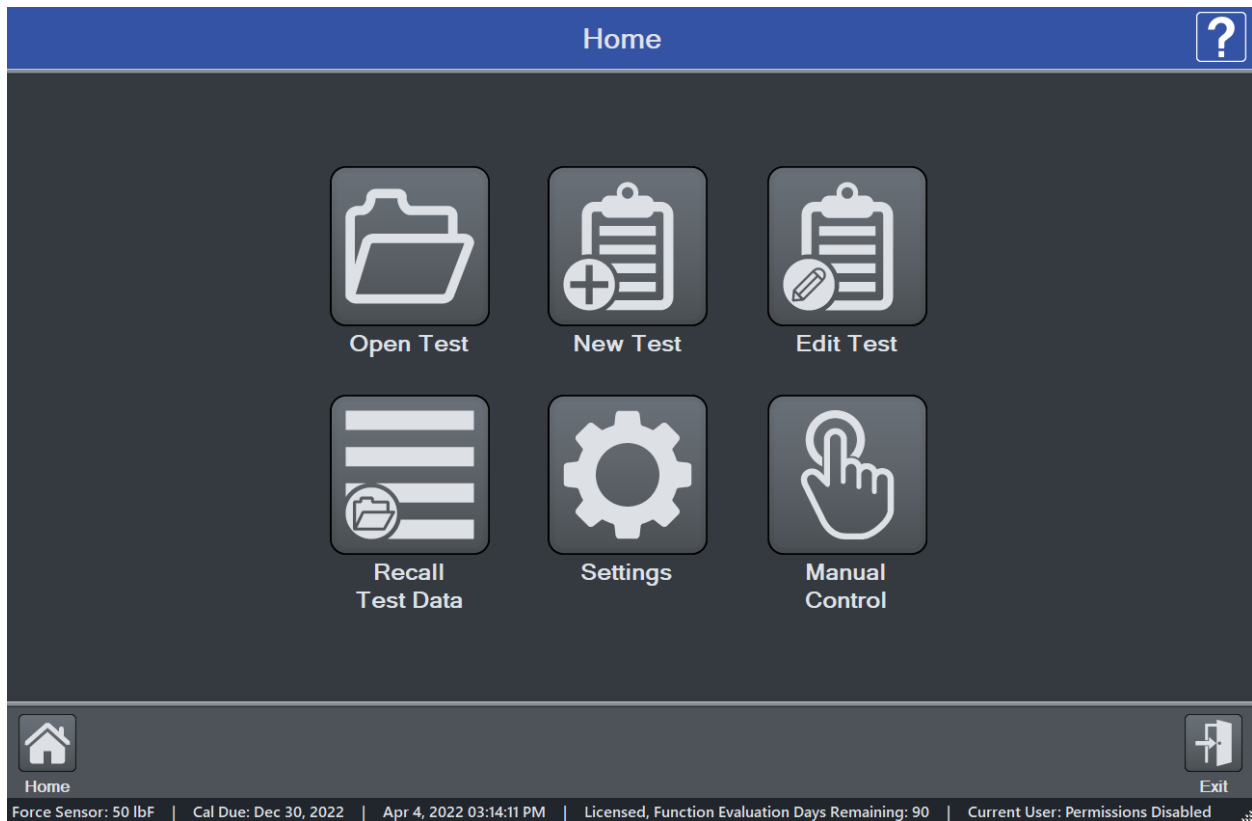 Home
?
Open Test
New Test
Edit Test
Recall
Test Data
Settings
Manual
Control
Home
Exit
Force Sensor: 50 lbF | Cal Due: Dec 30, 2022 | Apr 4, 2022 03:14:11 PM | Licensed, Function Evaluation Days Remaining: 90 | Current User: Permissions Disabled